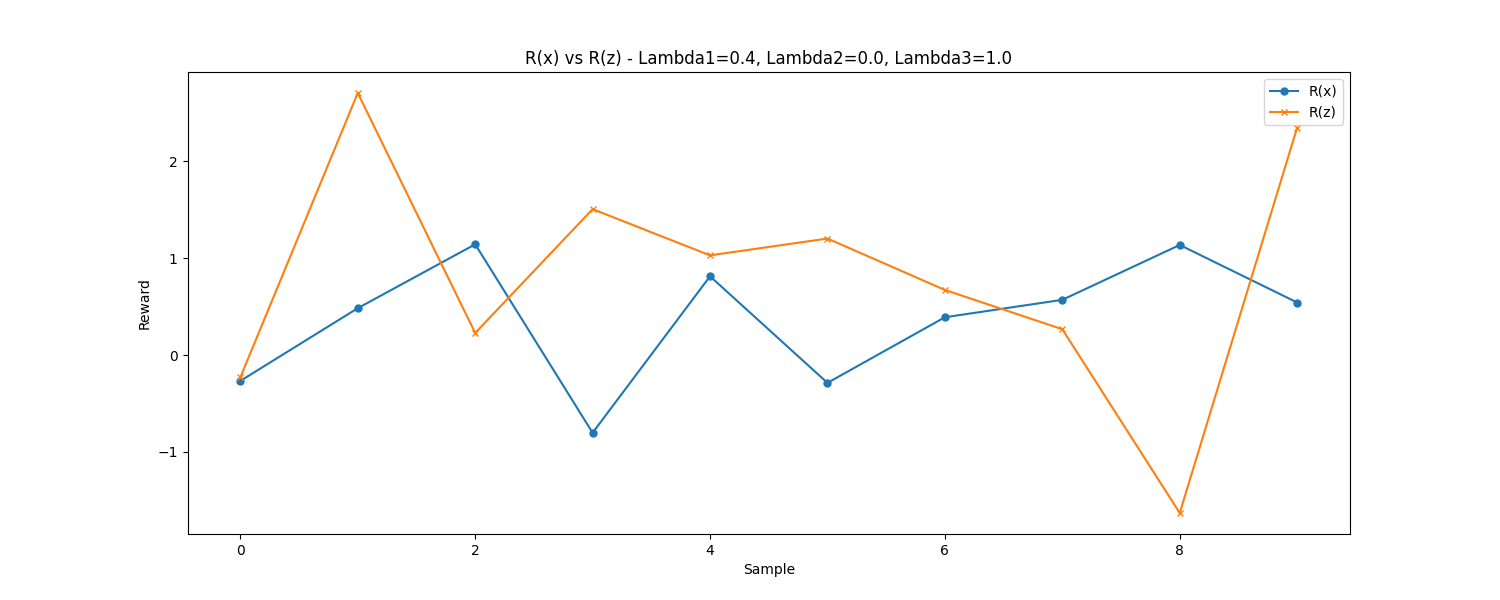 R(x) vs R(z) - Lambda1=0.4, Lambda2=0.0, Lambda3=1.0
R(x)
R(z)
2
1
0
−1
Reward
0 2 4 6 8
Sample